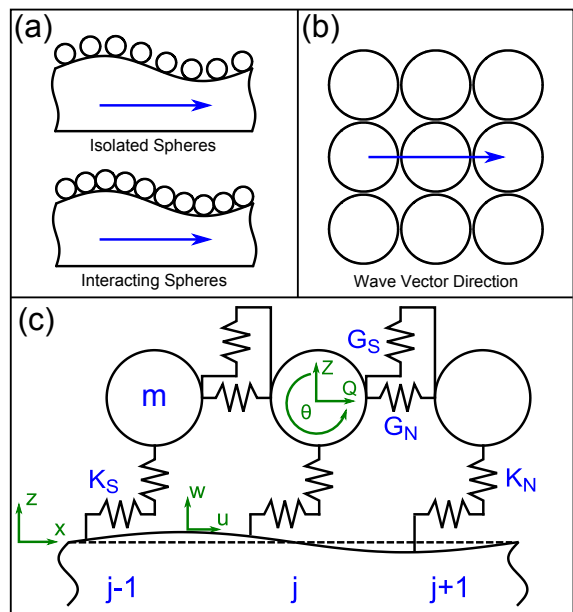 (a)
Isolated Spheres
Interacting Spheres
(b)
Wave Vector Direction
(c)
G_S
Z
Q
θ
m
G_N
K_S
K_N
z
w
x
u
j-1
j
j+1